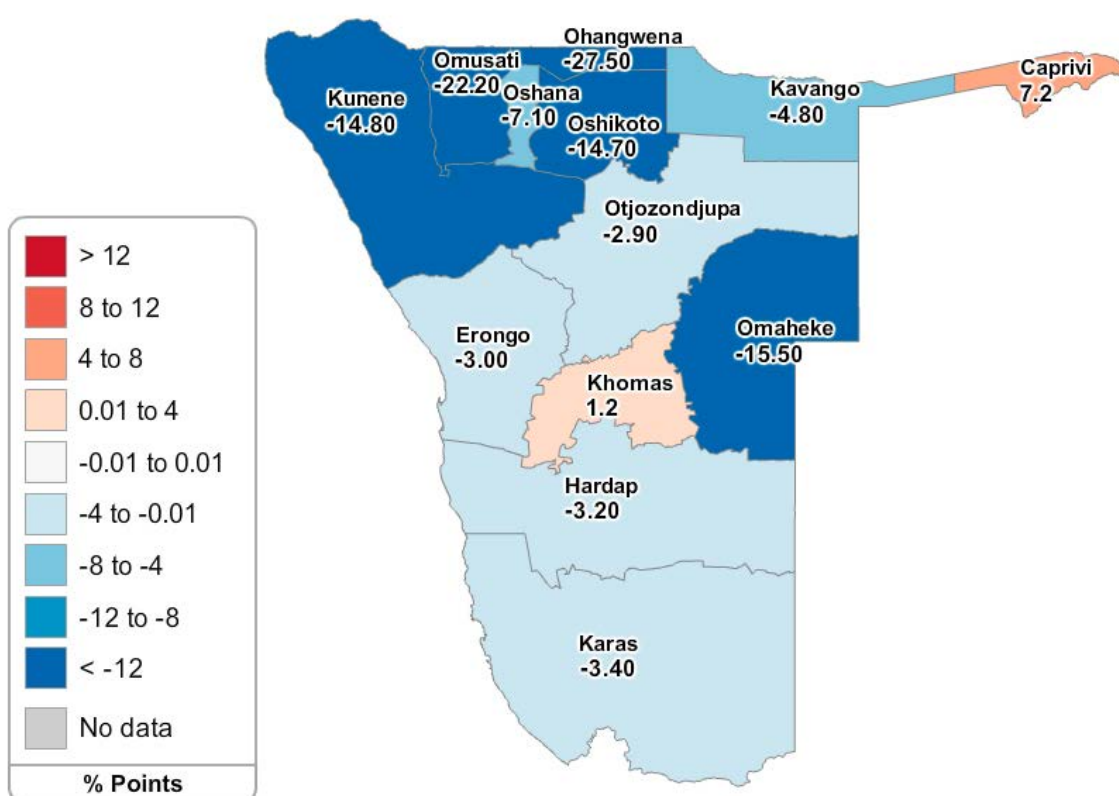 Ohangwena
-27.50
Omusati
-22.20
Caprivi
7.2
Kunene
-14.80
Oshana
-7.10
Kavango
-4.80
Oshikoto
-14.70
Otjozondjupa
-2.90
Erongo
-3.00
Omaheke
-15.50
Khomas
1.2
Hardap
-3.20
Karas
-3.40
> 12
8 to 12
4 to 8
0.01 to 4
-0.01 to 0.01
-4 to -0.01
-8 to -4
-12 to -8
< -12
No data
% Points